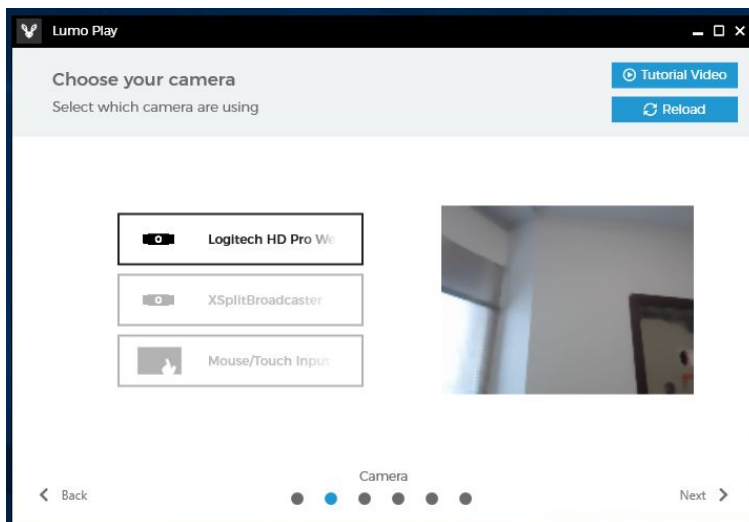 Lumo Play
Choose your camera
Select which camera are using
Tutorial Video
Reload
Logitech HD Pro We
XSplitBroadcaster
Mouse/Touch Input
Camera
Back
Next